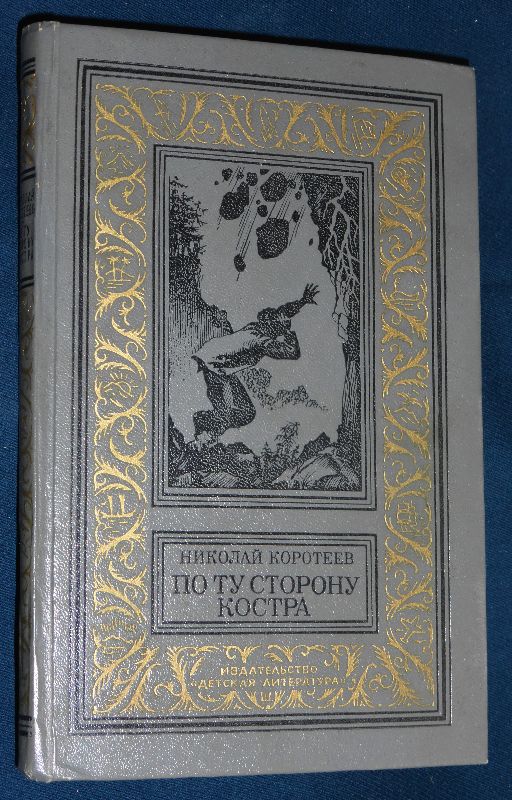 НИКОЛАЙ КОРОТЕЕВ
ПО ТУ СТОРОНУ
КОСТРА
ИЗДАТЕЛЬСТВО
«ДЕТСКАЯ ЛИТЕРАТУРА»